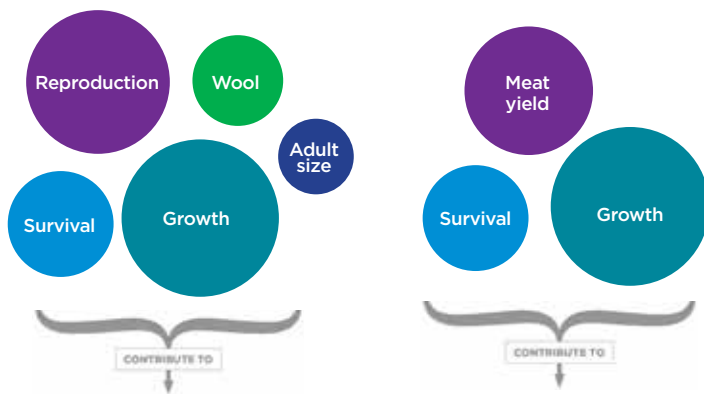 Reproduction
Wool
Adult
size
Survival
Growth
CONTRIBUTE TO
Meat
yield
Survival
Growth
CONTRIBUTE TO